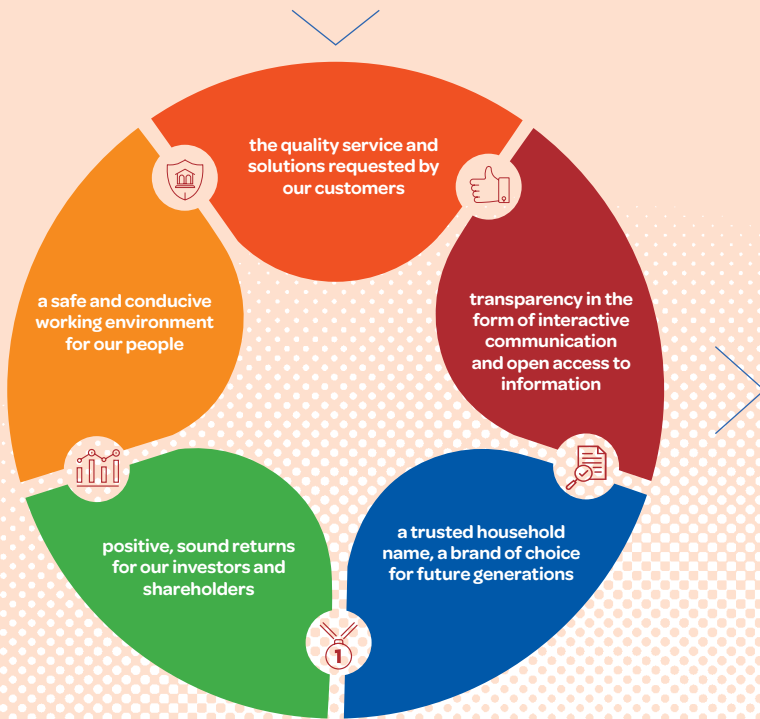 the quality service and
solutions requested by
our customers
a safe and conducive
working environment
for our people
transparency in the
form of interactive
communication
and open access to
information
positive, sound returns
for our investors and
shareholders
a trusted household
name, a brand of choice
for future generations
1